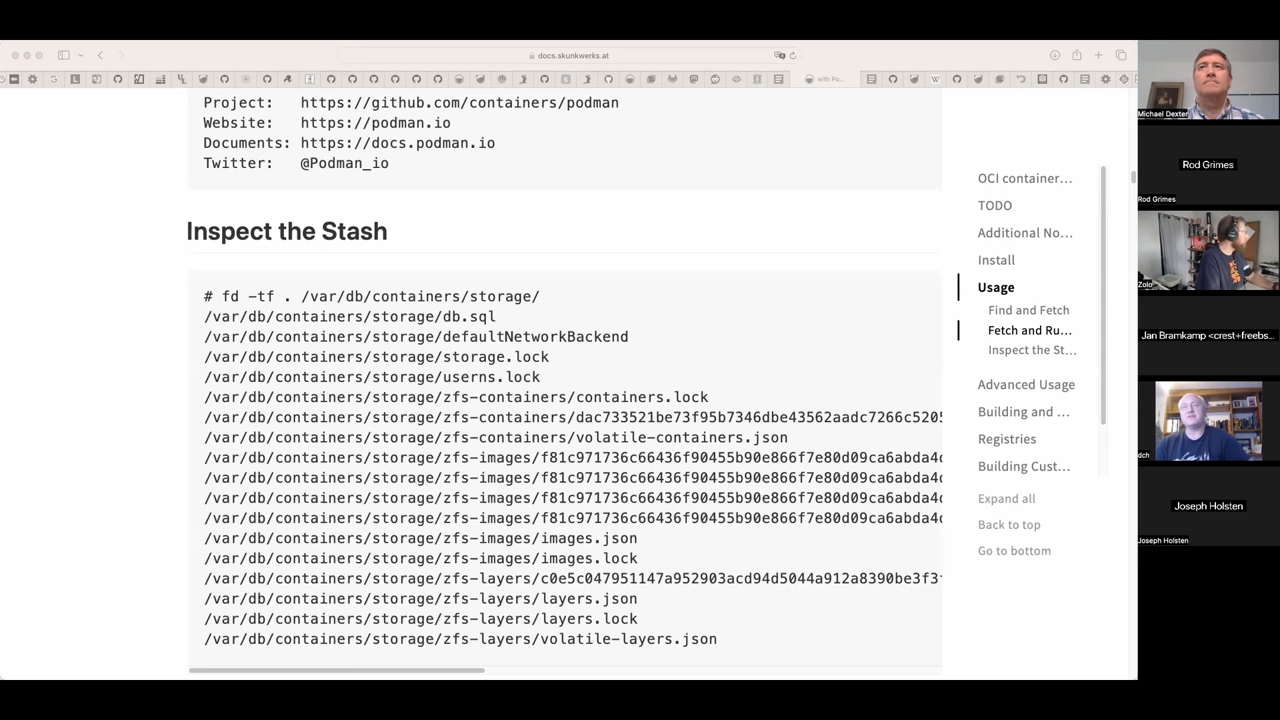 docs.skunkwerks.at
with Po...
Project: https://github.com/containers/podman
Website: https://podman.io
Documents: https://docs.podman.io
Twitter: @Podman_io
Inspect the Stash
# fd -tf . /var/db/containers/storage/
/var/db/containers/storage/db.sql
/var/db/containers/storage/defaultNetworkBackend
/var/db/containers/storage/storage.lock
/var/db/containers/storage/userns.lock
/var/db/containers/storage/zfs-containers/containers.lock
/var/db/containers/storage/zfs-containers/dac733521be73f95b7346dbe43562aadc7266c5205
/var/db/containers/storage/zfs-containers/volatile-containers.json
/var/db/containers/storage/zfs-images/f81c971736c66436f90455b90e866f7e80d09ca6abda4
/var/db/containers/storage/zfs-images/f81c971736c66436f90455b90e866f7e80d09ca6abda4
/var/db/containers/storage/zfs-images/f81c971736c66436f90455b90e866f7e80d09ca6abda4
/var/db/containers/storage/zfs-images/f81c971736c66436f90455b90e866f7e80d09ca6abda4
/var/db/containers/storage/zfs-images/images.json
/var/db/containers/storage/zfs-images/images.lock
/var/db/containers/storage/zfs-layers/c0e5c047951147a952903acd94d5044a912a8390be3f3
/var/db/containers/storage/zfs-layers/layers.json
/var/db/containers/storage/zfs-layers/layers.lock
/var/db/containers/storage/zfs-layers/volatile-layers.json
OCI container...
TODO
Additional No...
Install
Usage
Find and Fetch
Fetch and Ru...
Inspect the St...
Advanced Usage
Building and ...
Registries
Building Cust...
Expand all
Back to top
Go to bottom
Michael Dexter
Rod Grimes
Rod Grimes
Zolo
Jan Bramkamp <crest+freebs...
dch
Joseph Holsten
Joseph Holsten